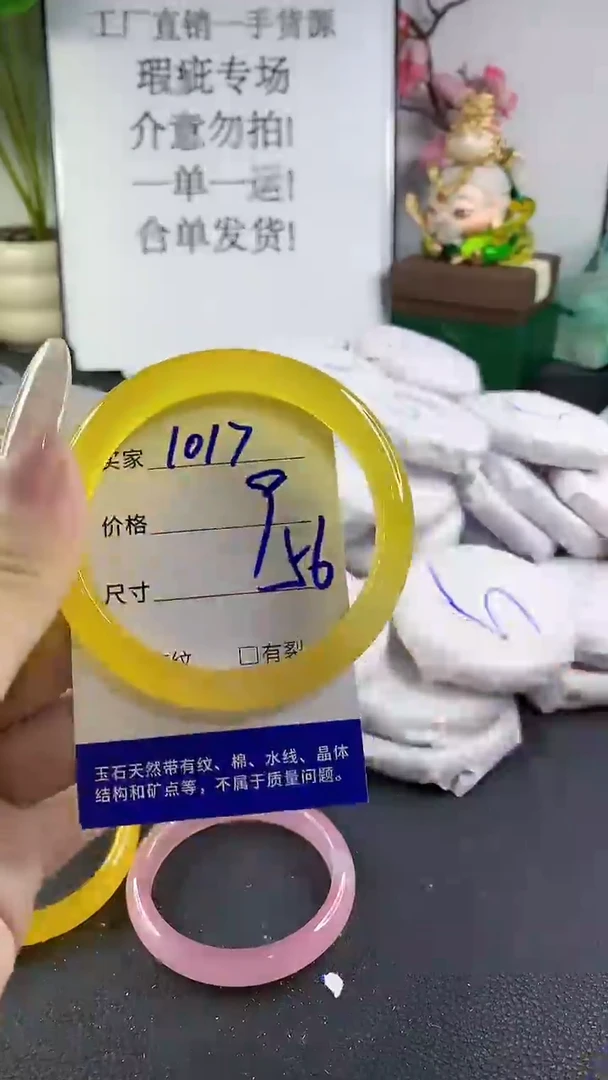 工厂直销一手货源
瑕疵专场
介意勿拍!
一单一运!
合单发货!
买家 1017
价格
尺寸 56
纹 □有裂
玉石天然带有纹、棉、水线、晶体
结构和矿点等，不属于质量问题。